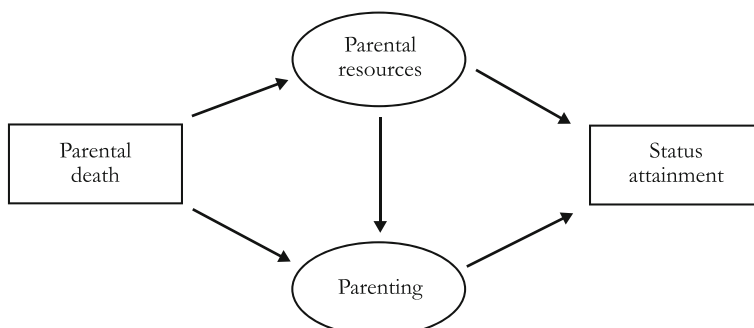 Parental
resources
Parental
death
Status
attainment
Parenting